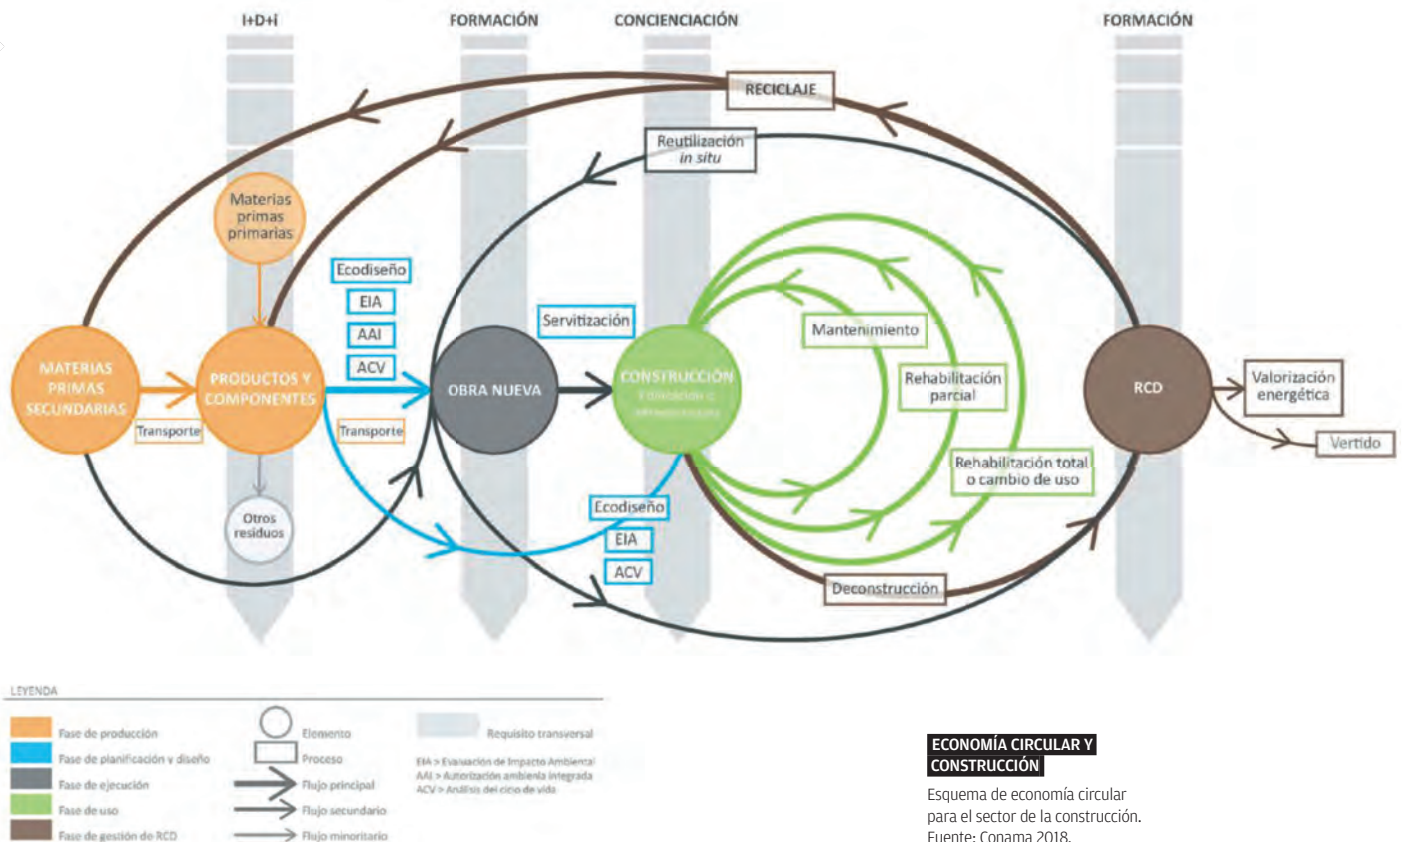 I+D+i
FORMACIÓN
CONCIENCIACIÓN
FORMACIÓN
RECICLAJE
Reutilización
in situ
Materias
primas
primarias
Ecodiseño
EIA
AAI
ACV
Servitización
Mantenimiento
MATERIAS
PRIMAS
SECUNDARIAS
Transporte
PRODUCTOS Y
COMPONENTES
Transporte
OBRA NUEVA
CONSTRUCCIÓN
Rehabilitación
parcial
RCD
Valorización
energética
Vertido
Rehabilitación total
o cambio de uso
Otros
residuos
Ecodiseño
EIA
ACV
Deconstrucción
LEYENDA
Fase de producción
Fase de planificación y diseño
Fase de ejecución
Fase de uso
Fase de gestión de RCD
Elemento
Proceso
Flujo principal
Flujo secundario
Flujo minoritario
Requisito transversal
EIA > Evaluación de Impacto Ambiental
AAI > Autorización ambienla integrada
ACV > Análisis del ciclo de vida
ECONOMÍA CIRCULAR Y
CONSTRUCCIÓN
Esquema de economía circular
para el sector de la construcción.
Fuente: Conama 2018.